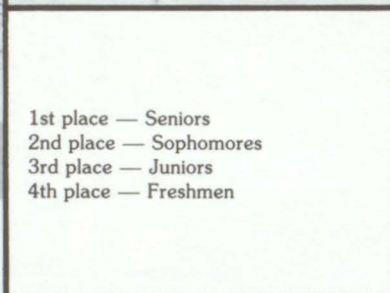 1st place — Seniors
2nd place — Sophomores
3rd place — Juniors
4th place — Freshmen